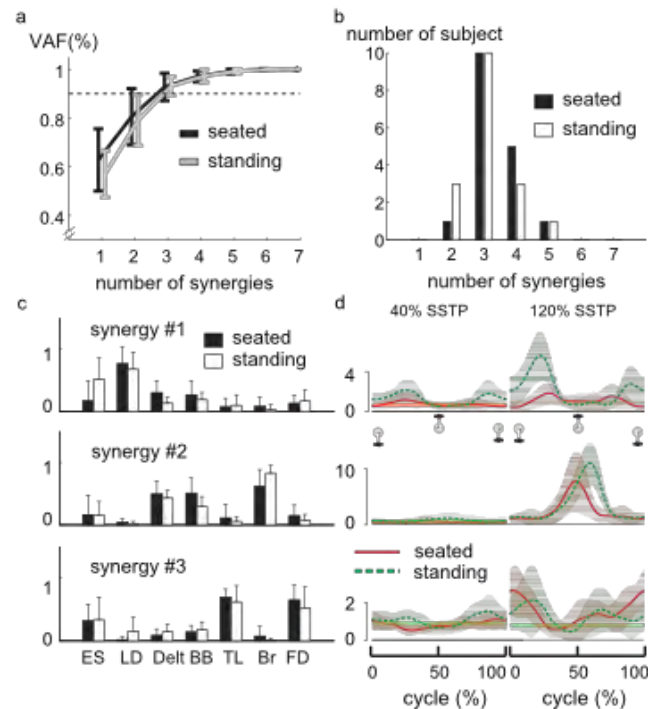 a
VAF(%)
1
0.8
0.6
0.4
seated
standing
1 2 3 4 5 6 7
number of synergies
b
number of subject
10
8
6
4
2
0
seated
standing
1 2 3 4 5 6 7
number of synergies
c
synergy #1
seated
standing
1
0
synergy #2
1
0
synergy #3
1
0
ES LD Delt BB TL Br FD
d
40% SSTP 120% SSTP
4
0
10
0
seated
standing
2
0
0 50 100 0 50 100
cycle (%) cycle (%)